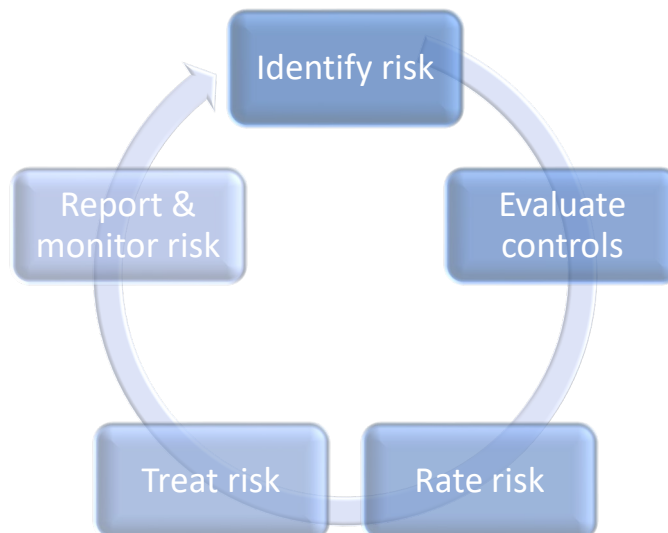 Identify risk
Evaluate
controls
Rate risk
Treat risk
Report &
monitor risk